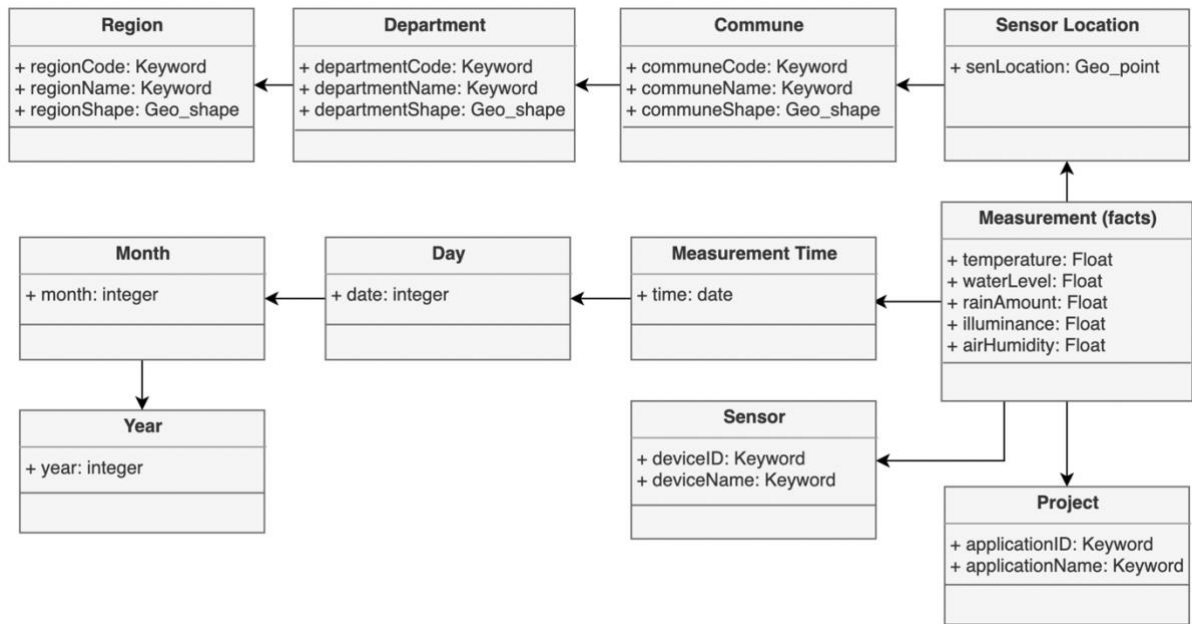 Region
+ regionCode: Keyword
+ regionName: Keyword
+ regionShape: Geo_shape
Department
+ departmentCode: Keyword
+ departmentName: Keyword
+ departmentShape: Geo_shape
Commune
+ communeCode: Keyword
+ communeName: Keyword
+ communeShape: Geo_shape
Sensor Location
+ senLocation: Geo_point
Month
+ month: integer
Day
+ date: integer
Measurement Time
+ time: date
Measurement (facts)
+ temperature: Float
+ waterLevel: Float
+ rainAmount: Float
+ illuminance: Float
+ airHumidity: Float
Year
+ year: integer
Sensor
+ deviceID: Keyword
+ deviceName: Keyword
Project
+ applicationID: Keyword
+ applicationName: Keyword